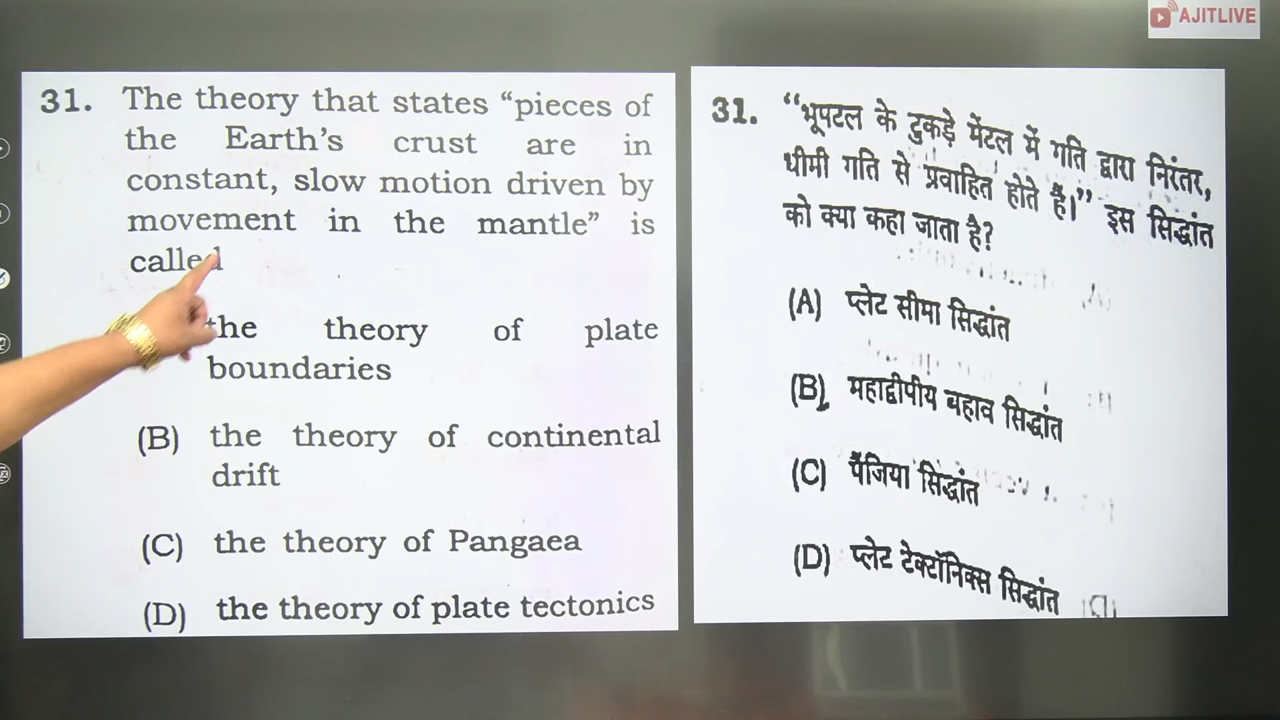 AJITLIVE
31. The theory that states “pieces of
the Earth’s crust are in
constant, slow motion driven by
movement in the mantle” is
called
the theory of plate
boundaries
(B) the theory of continental
drift
(C) the theory of Pangaea
(D) the theory of plate tectonics
31. “भूपटल के टुकड़े मेंटल में गति द्वारा निरंतर,
धीमी गति से प्रवाहित होते है।” इस सिद्धांत
को क्या कहा जाता है?
(A) प्लेट सीमा सिद्धांत
(B) महाद्वीपीय बहाव सिद्धांत
(C) पैंजिया सिद्धांत
(D) प्लेट टेक्टॉनिक्स सिद्धांत